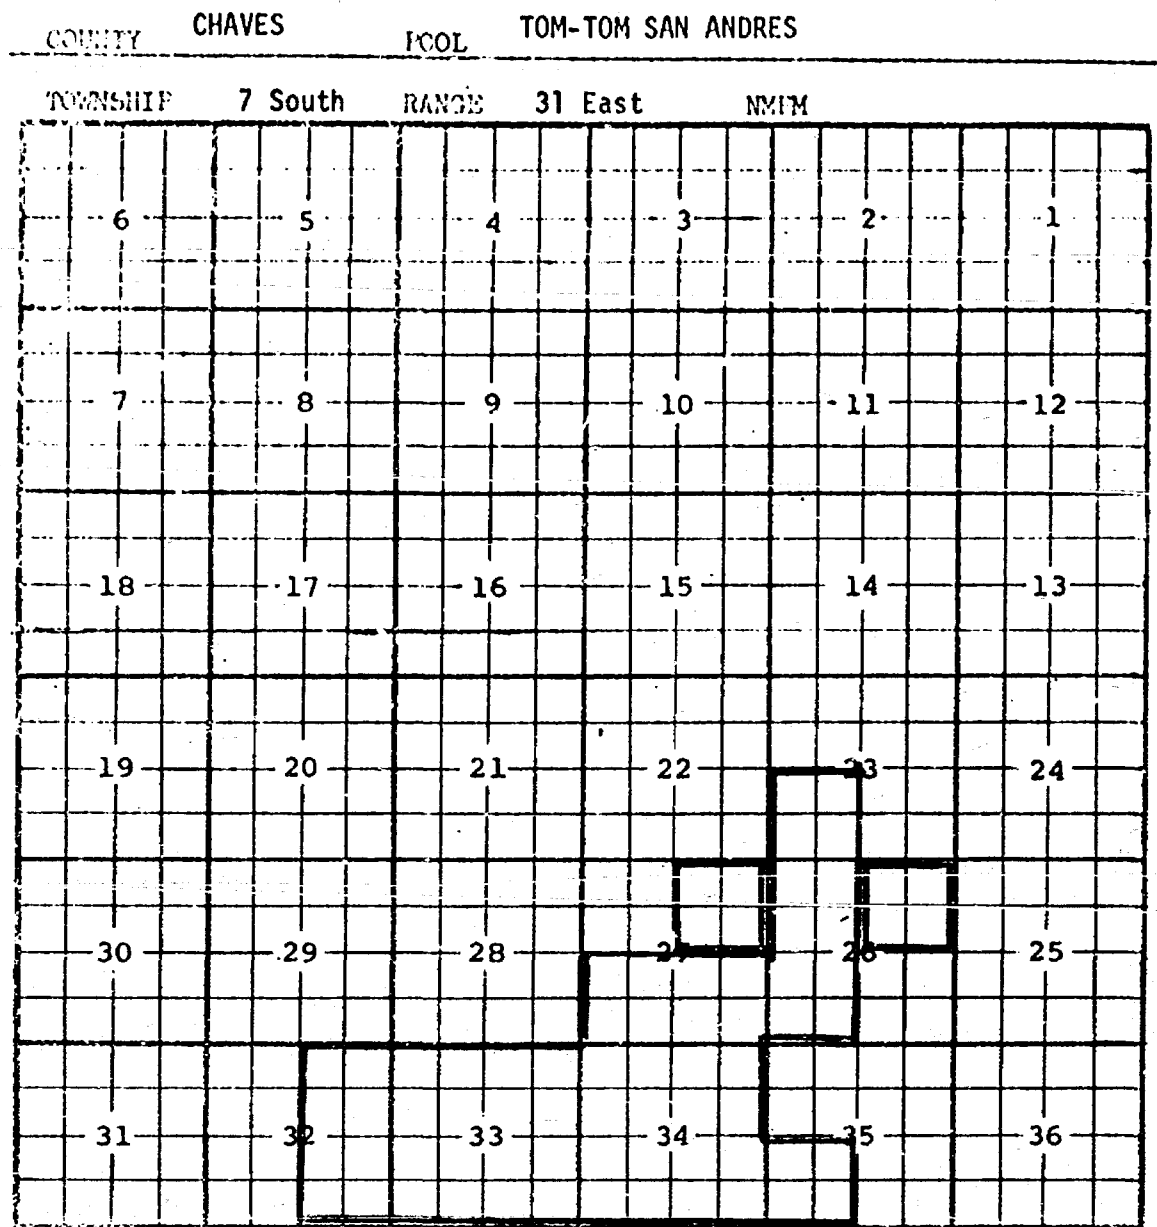 COUNTY CHAVES POOL TOM-TOM SAN ANDRES
TOWNSHIP 7 South RANGE 31 East NMPM
6 5 4 3 2 1
7 8 9 10 11 12
18 17 16 15 14 13
19 20 21 22 23 24
30 29 28 27 26 25
31 32 33 34 35 36